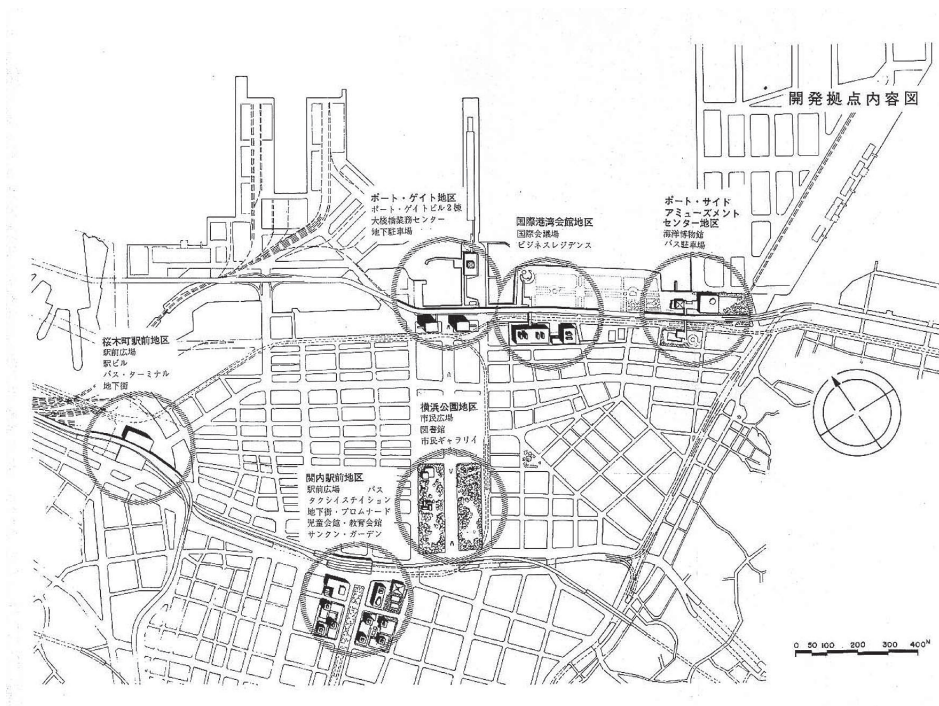 開発拠点内容図
ポート・ゲイト地区
ポート・ゲイトビル2棟
大桟橋業務センター
地下駐車場
国際港湾会館地区
国際会議場
ビジネスレジデンス
ポート・サイド
アミューズメント
センター地区
海洋博物館
バス駐車場
桜木町駅前地区
駅前広場
駅ビル
バス・ターミナル
地下街
横浜公園地区
市民広場
図書館
市民ギャラリイ
関内駅前地区
駅前広場 バス
タクシイステイション
地下街・プロムナード
児童会館・教育会館
サンクン・ガーデン
0 50 100 200 300 400M